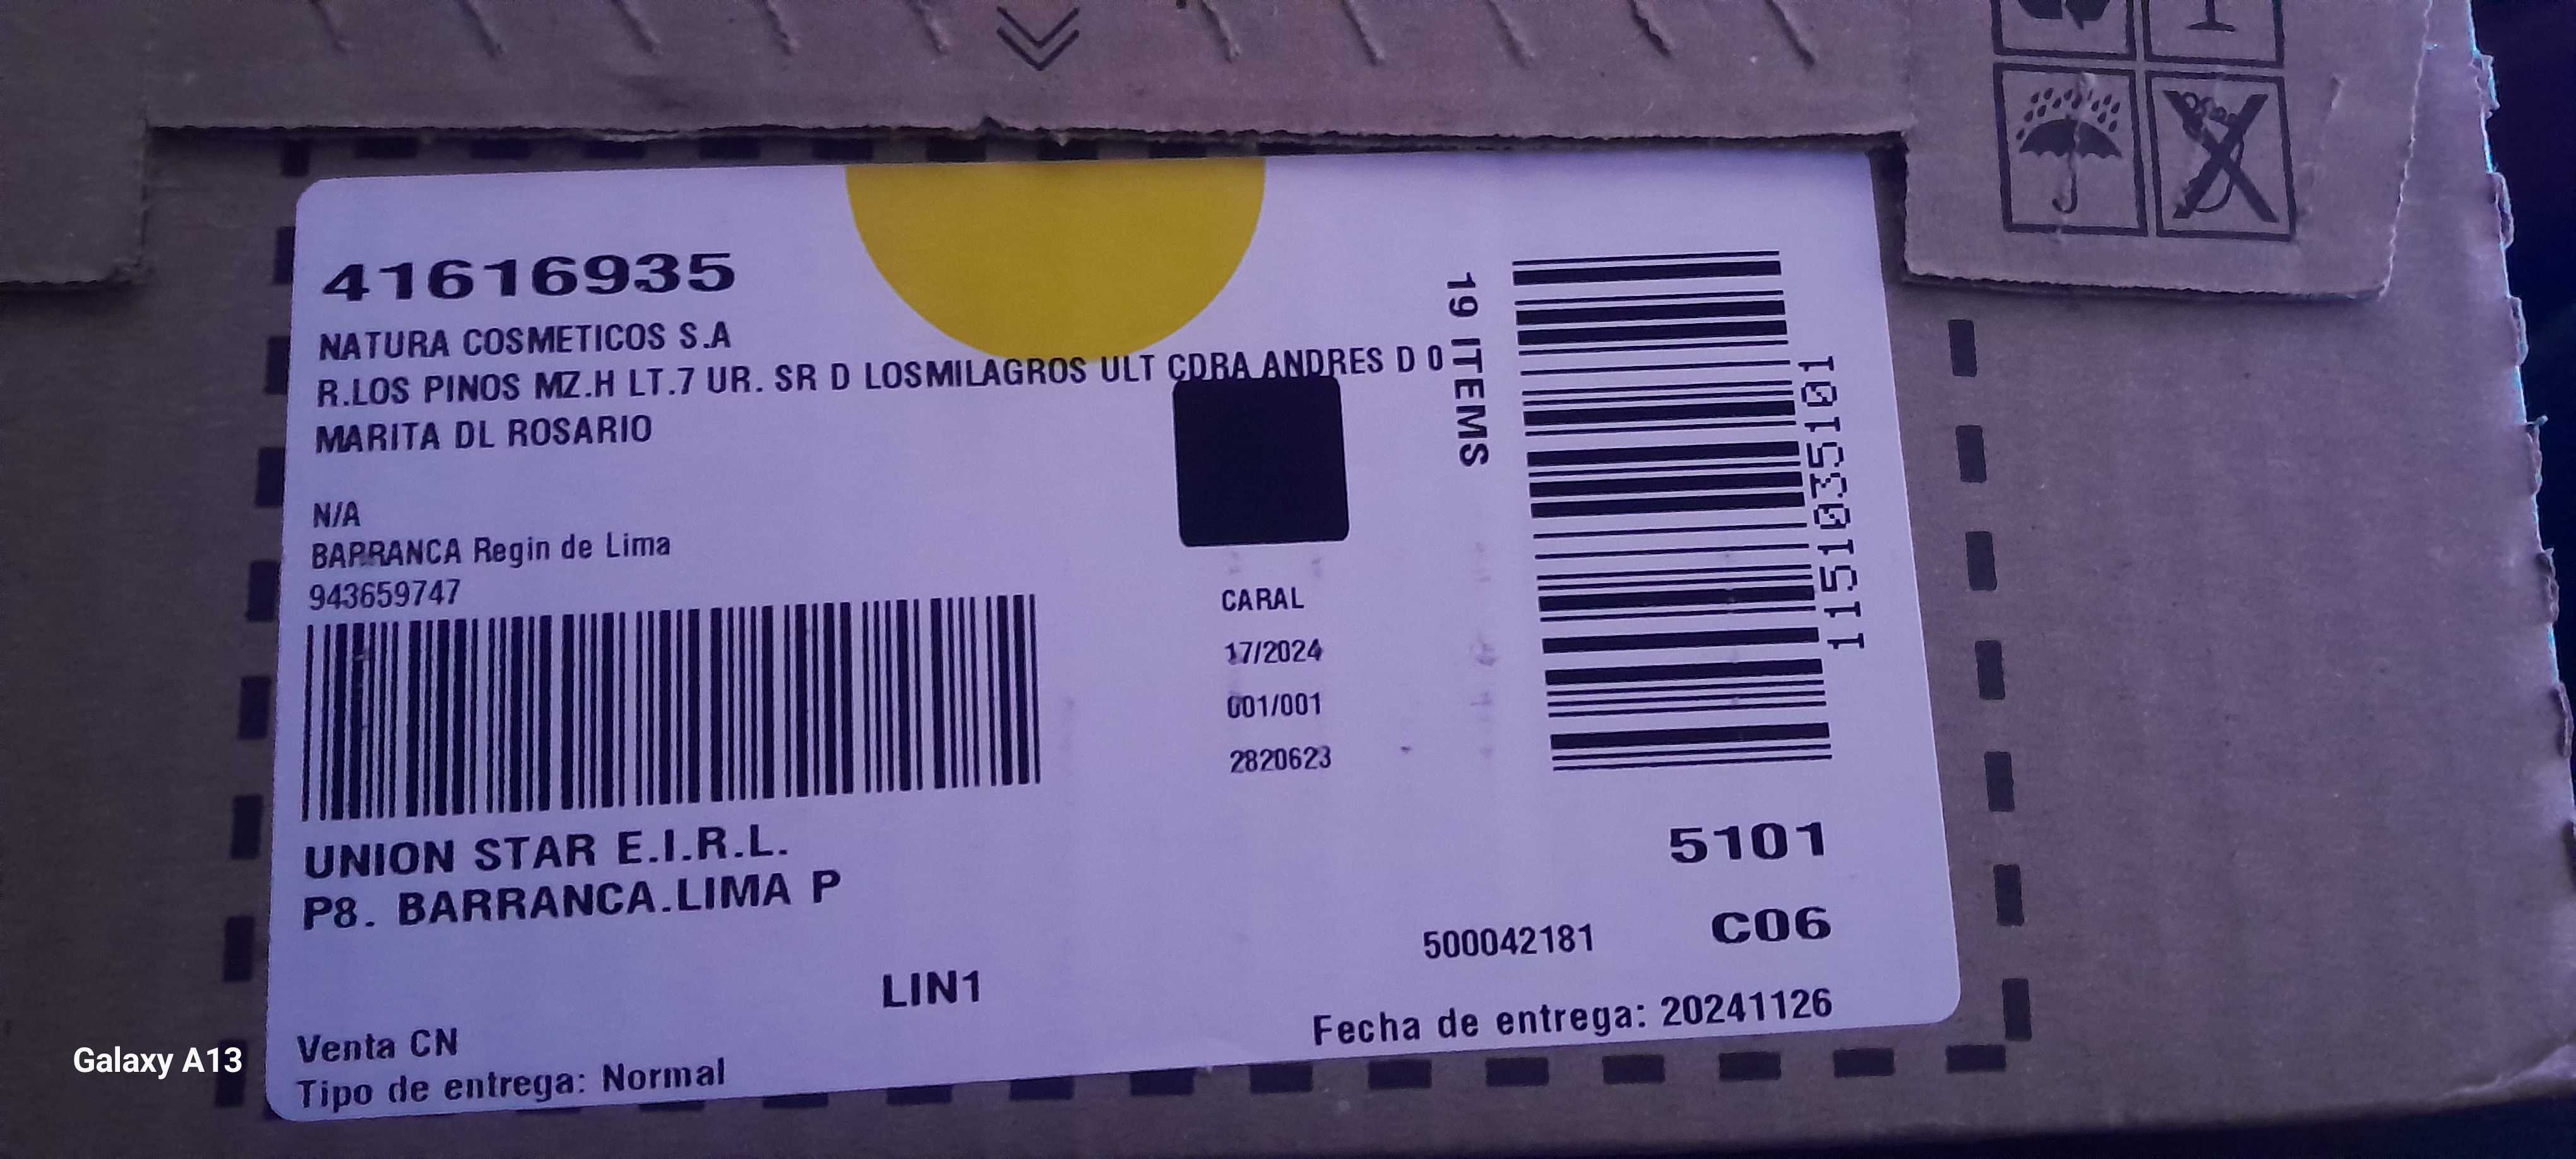 41616935
NATURA COSMETICOS S.A
R.LOS PINOS MZ.H LT.7 UR. SR D LOSMILAGROS ULT CDRA ANDRES D 0
MARITA DL ROSARIO
N/A
BARRANCA Regin de Lima
943659747
19 ITEMS
11510355101
CARAL
17/2024
001/001
2820623
UNION STAR E.I.R.L.
P8. BARRANCA.LIMA P
5101
500042181 C06
LIN1
Fecha de entrega: 20241126
Venta CN
Tipo de entrega: Normal
Galaxy A13